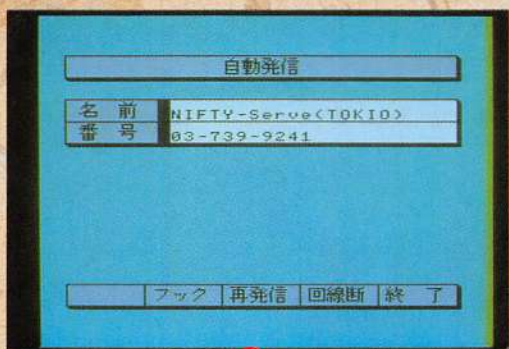 自動発信
名 前 NIFTY-Serve(TOKIO)
番 号 03-739-9241
フック 再発信 回線断 終 了